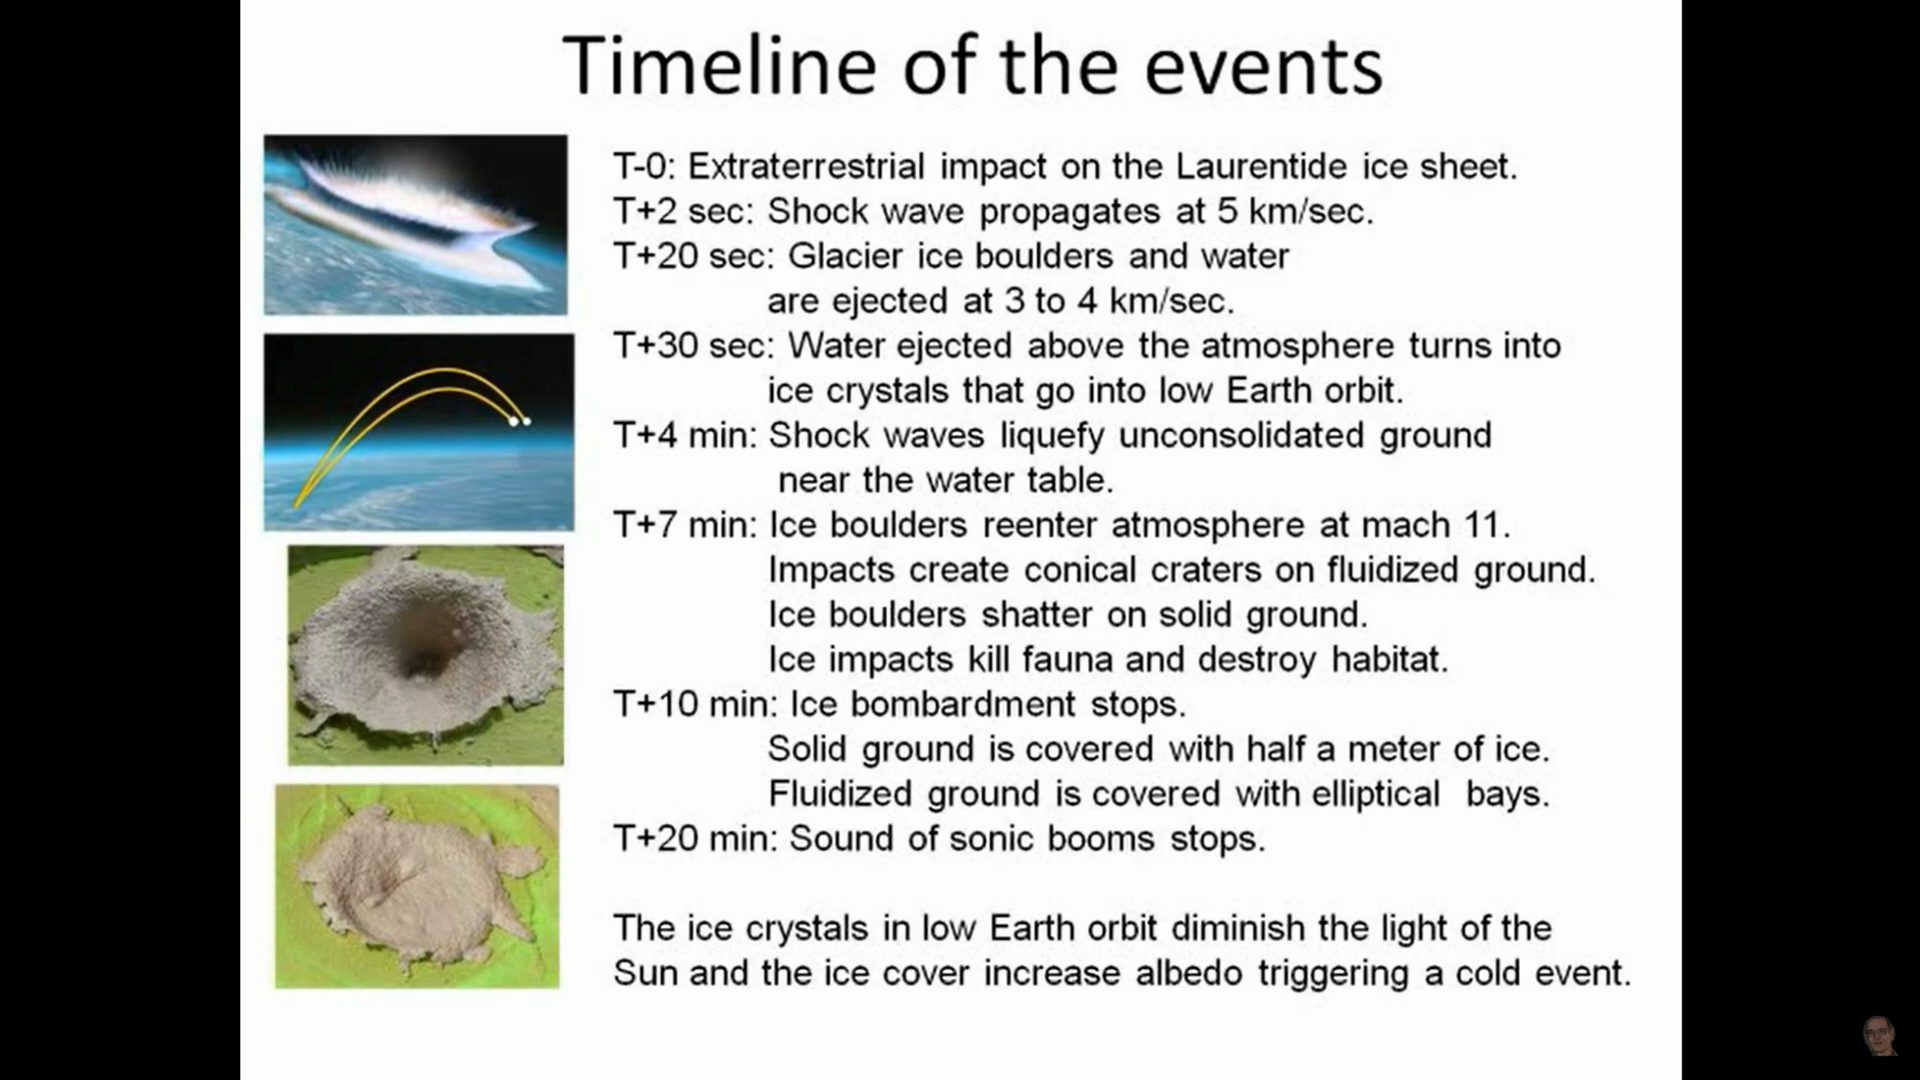 Timeline of the events
T-0: Extraterrestrial impact on the Laurentide ice sheet.
T+2 sec: Shock wave propagates at 5 km/sec.
T+20 sec: Glacier ice boulders and water
are ejected at 3 to 4 km/sec.
T+30 sec: Water ejected above the atmosphere turns into
ice crystals that go into low Earth orbit.
T+4 min: Shock waves liquefy unconsolidated ground
near the water table.
T+7 min: Ice boulders reenter atmosphere at mach 11.
Impacts create conical craters on fluidized ground.
Ice boulders shatter on solid ground.
Ice impacts kill fauna and destroy habitat.
T+10 min: Ice bombardment stops.
Solid ground is covered with half a meter of ice.
Fluidized ground is covered with elliptical bays.
T+20 min: Sound of sonic booms stops.
The ice crystals in low Earth orbit diminish the light of the
Sun and the ice cover increase albedo triggering a cold event.